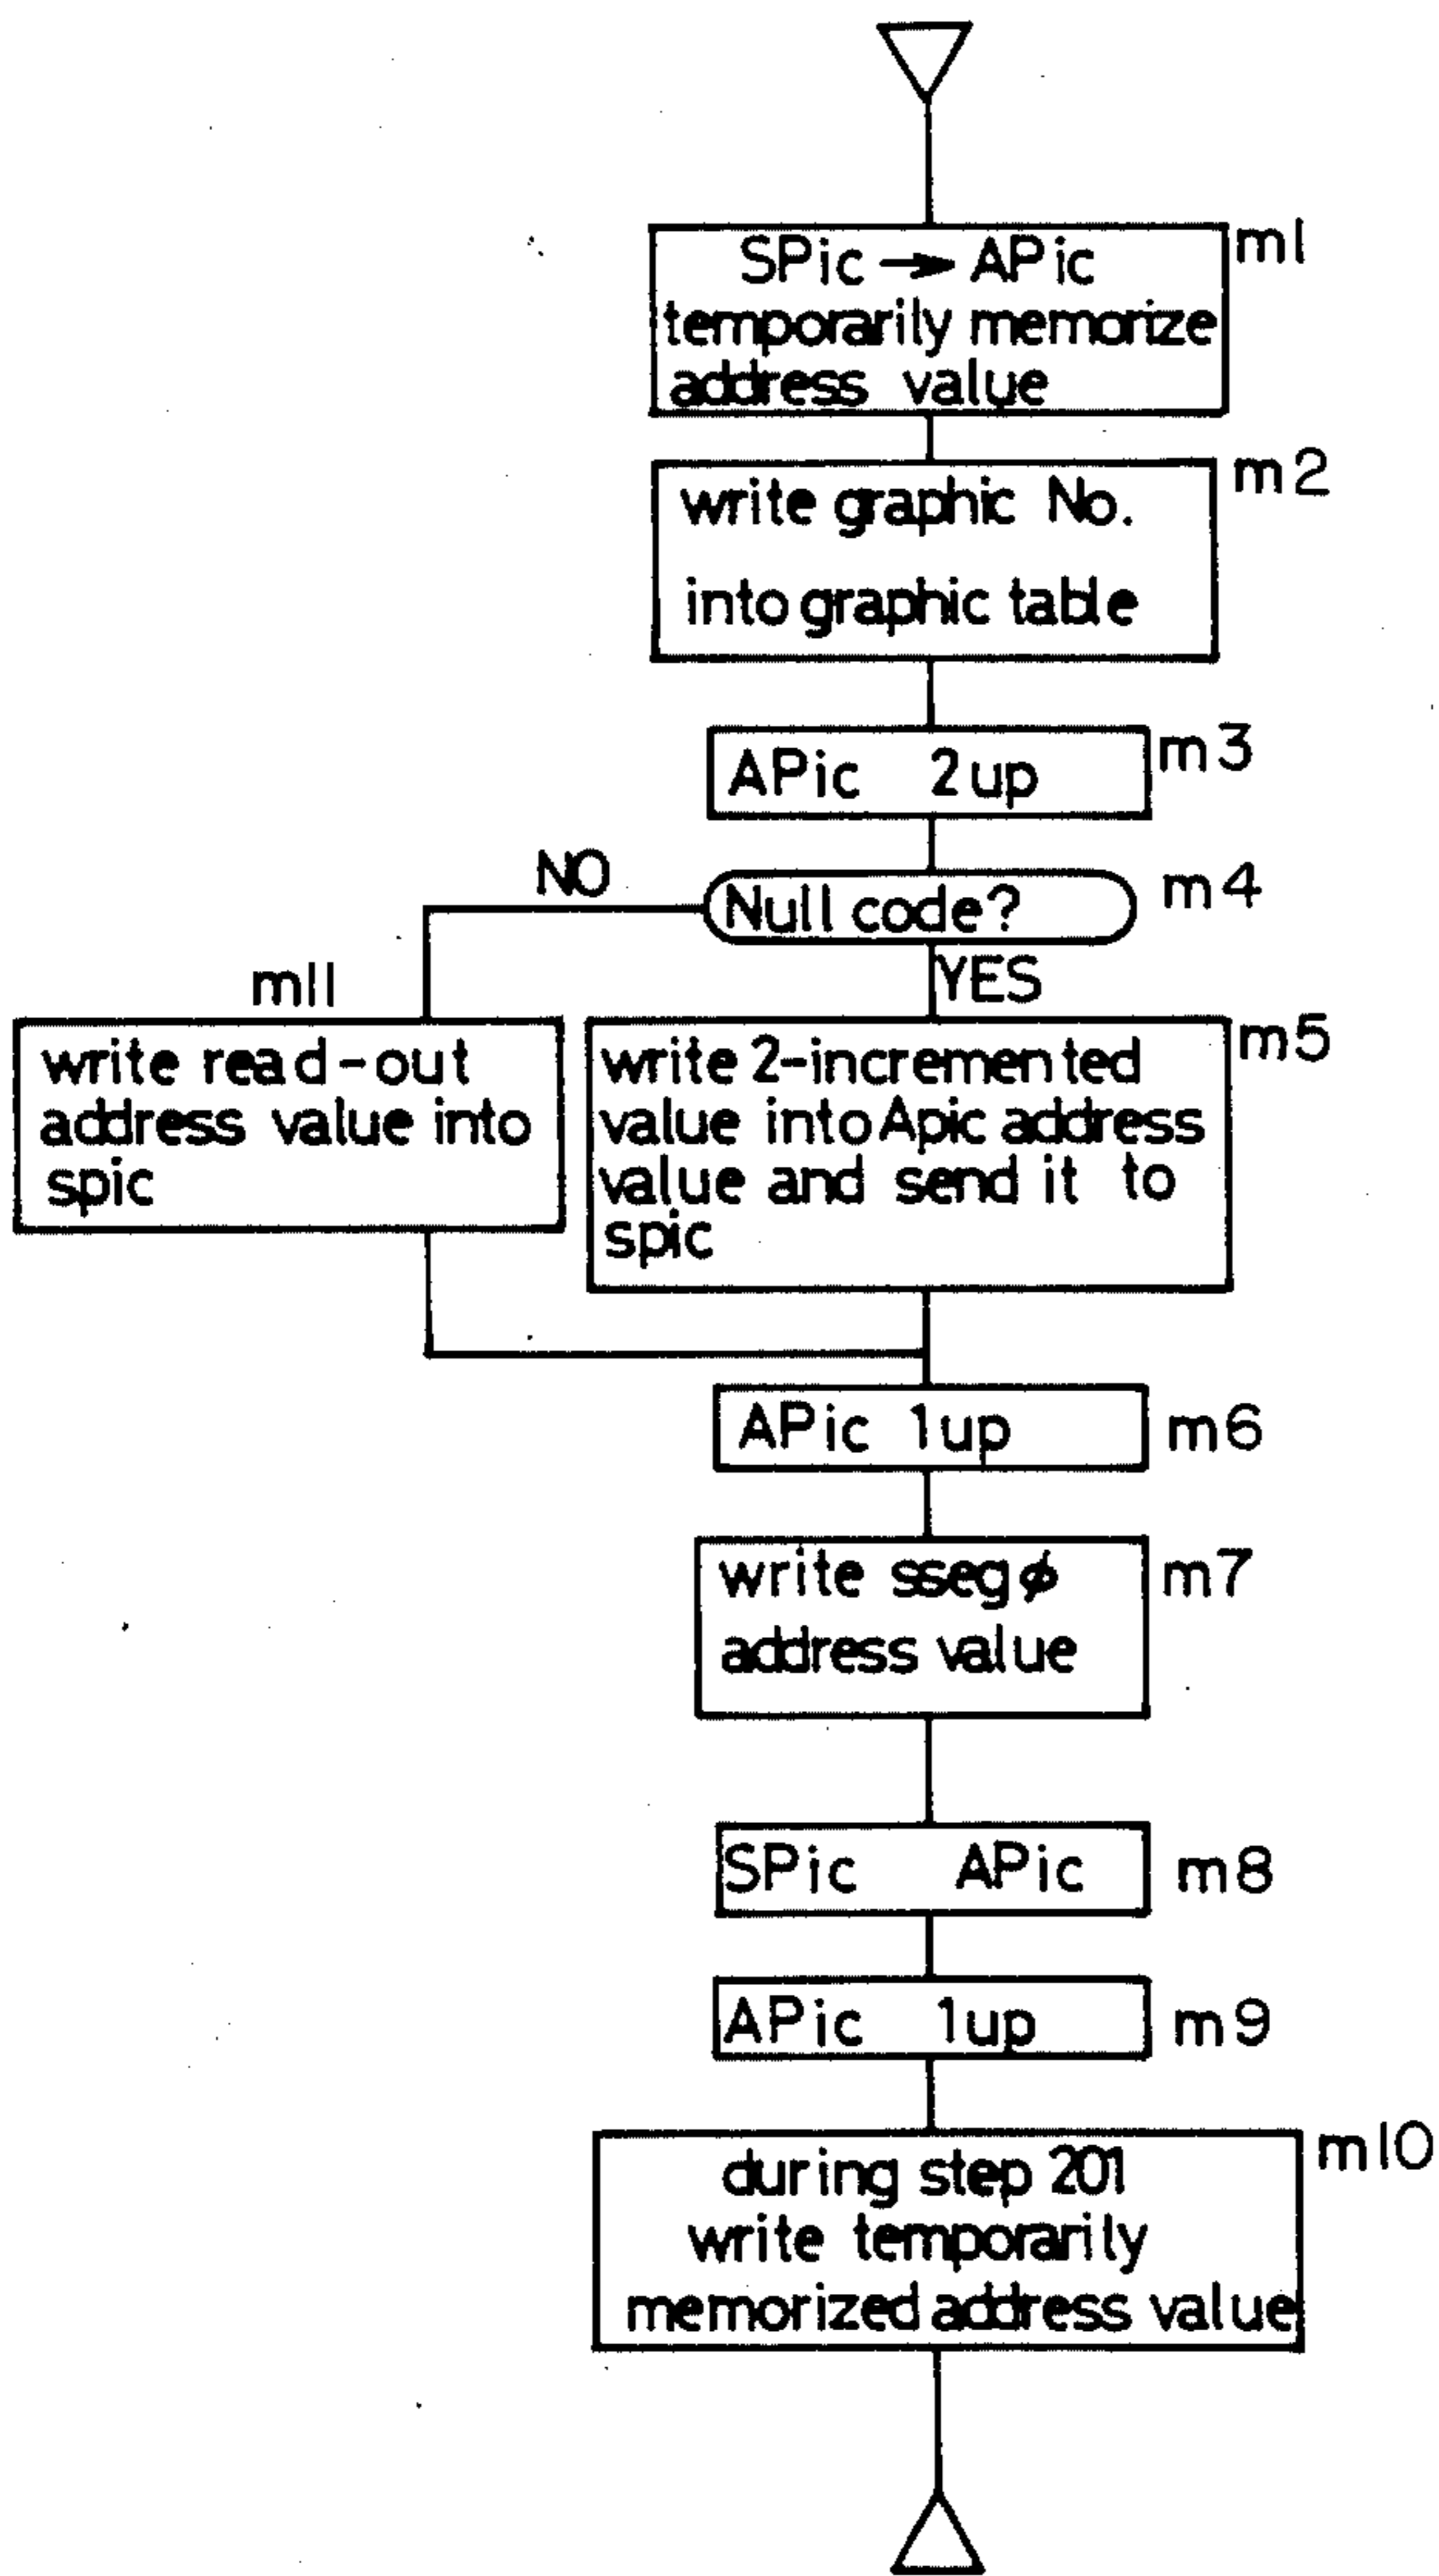 SPic → APic
temporarily memorize
address value
m1
write graphic No.
into graphic table
m2
APic 2up
m3
NO
Null code?
m4
YES
m11
write read-out
address value into
spic
write 2-incremented
value into Apic address
value and send it to
spic
m5
APic 1up
m6
write ssegϕ
address value
m7
SPic APic
m8
APic 1up
m9
during step 201
write temporarily
memorized address value
m10